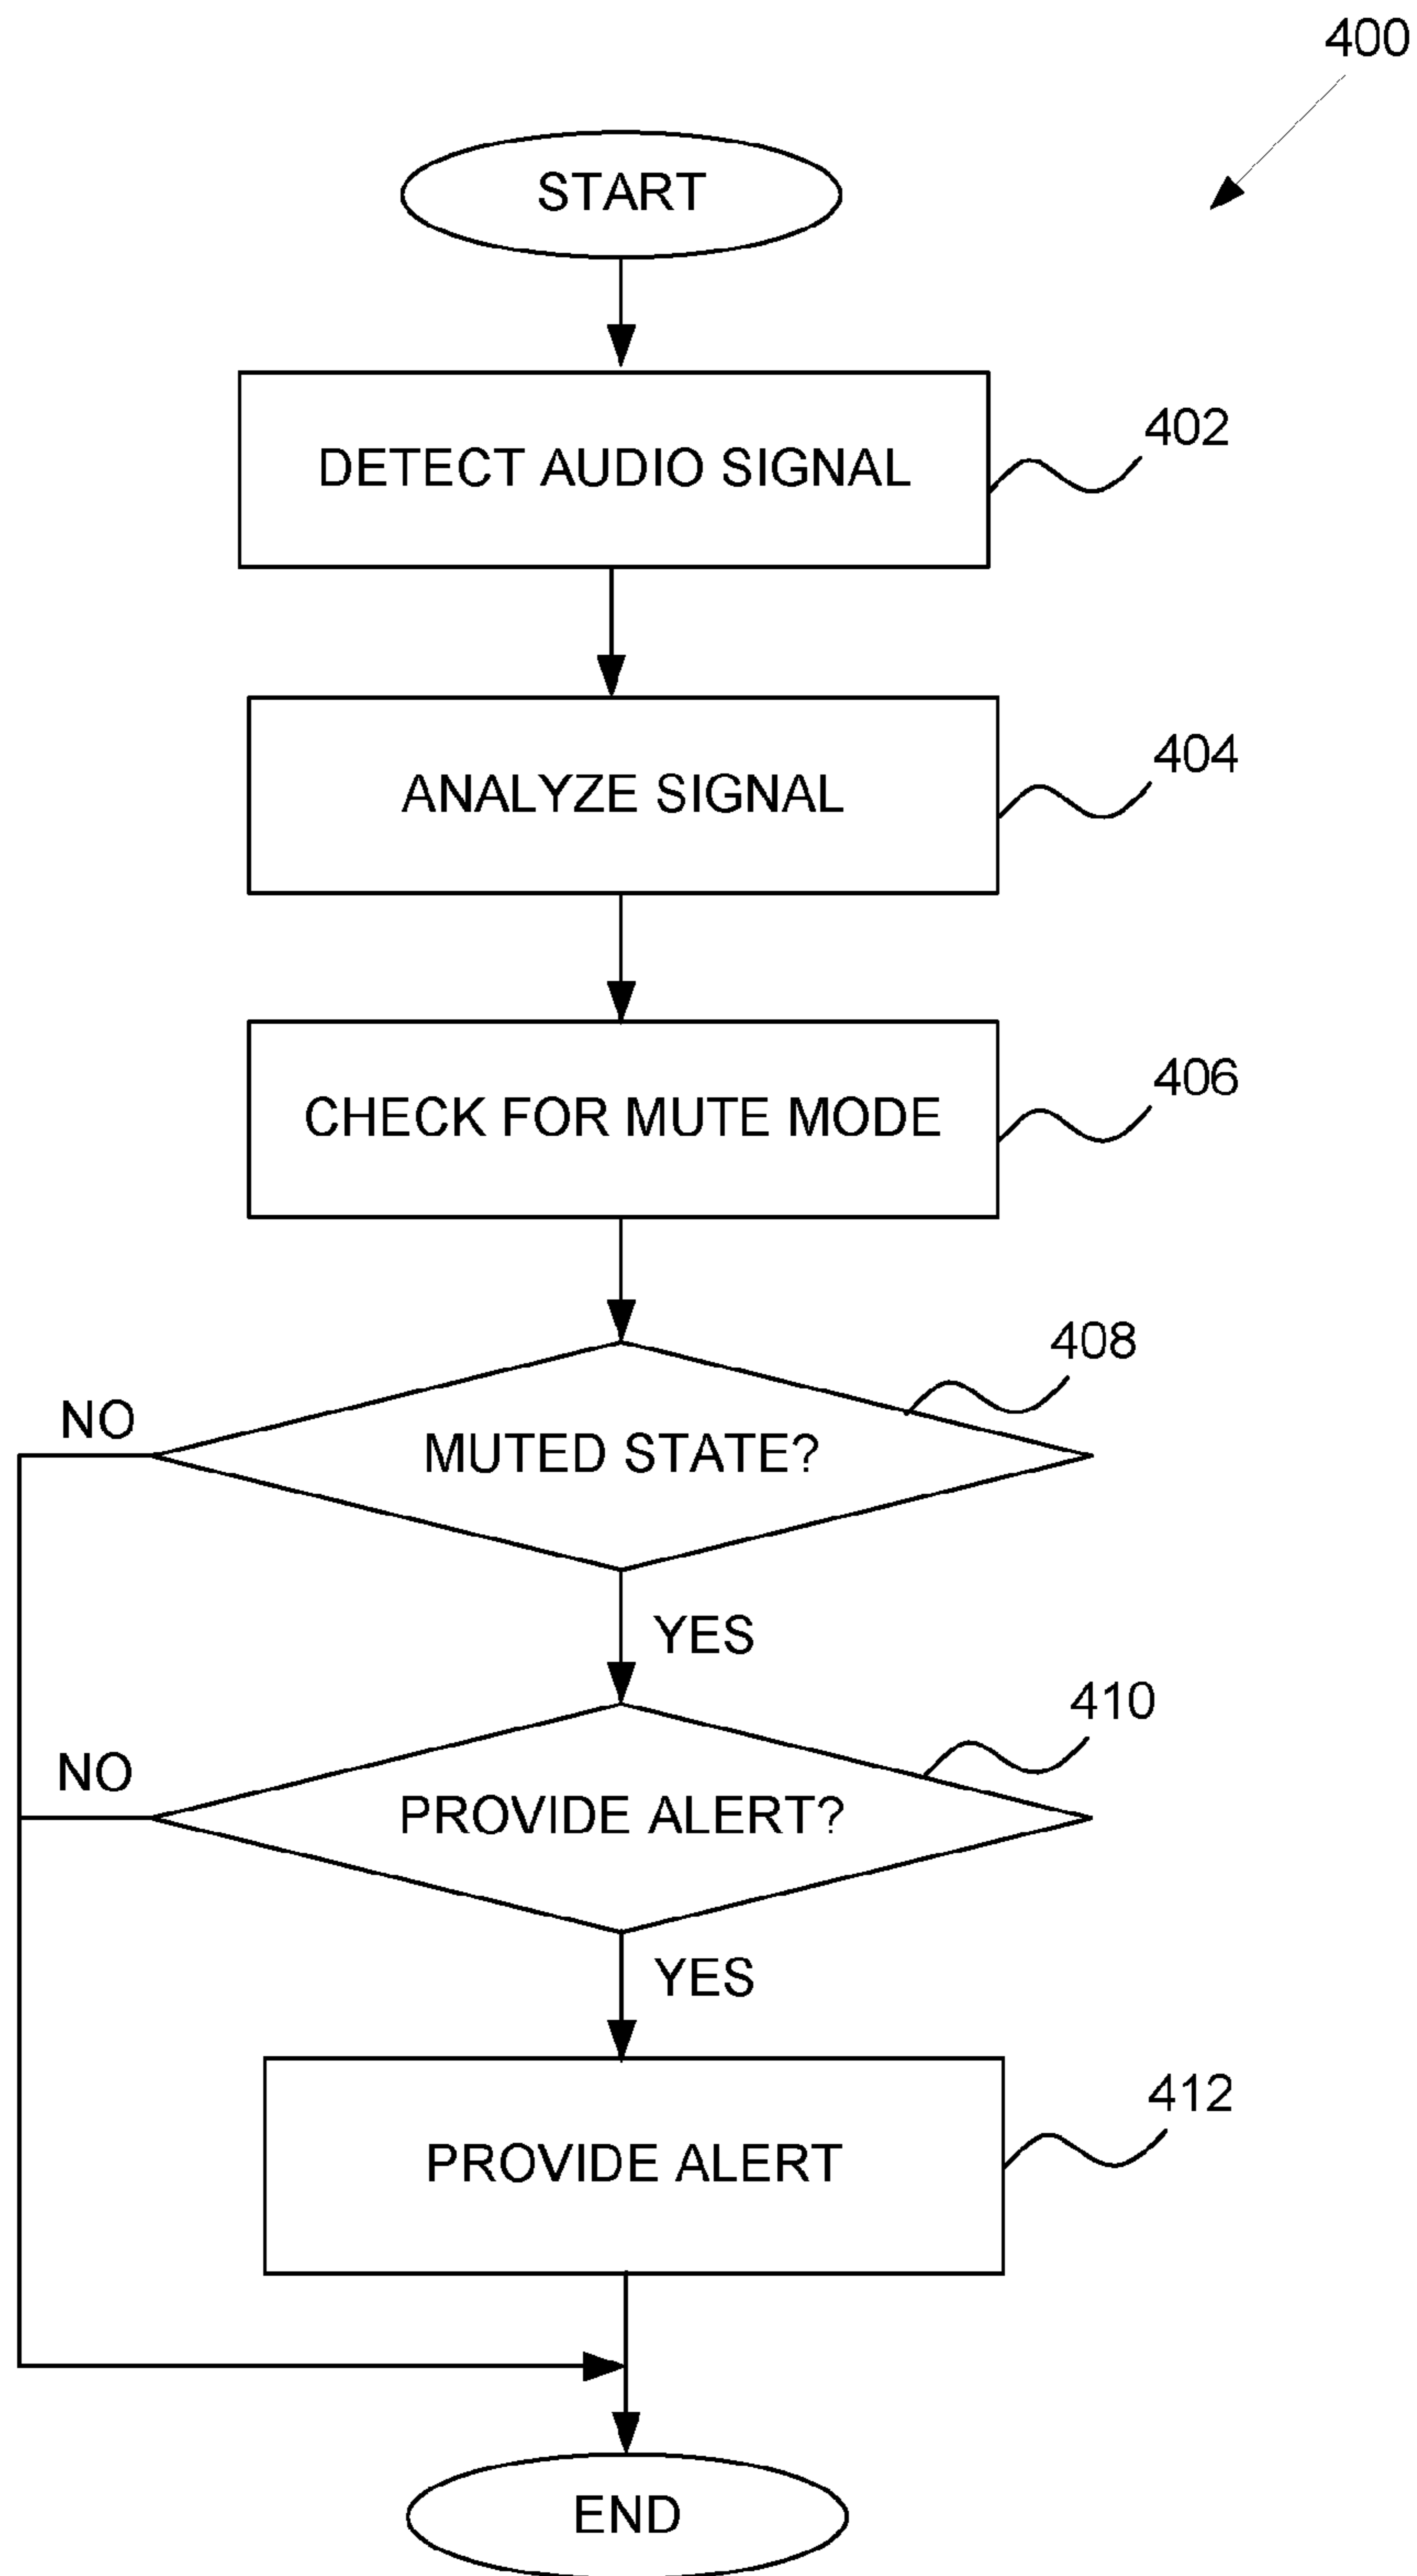 400
START
DETECT AUDIO SIGNAL
402
ANALYZE SIGNAL
404
CHECK FOR MUTE MODE
406
408
NO
MUTED STATE?
YES
410
NO
PROVIDE ALERT?
YES
412
PROVIDE ALERT
END